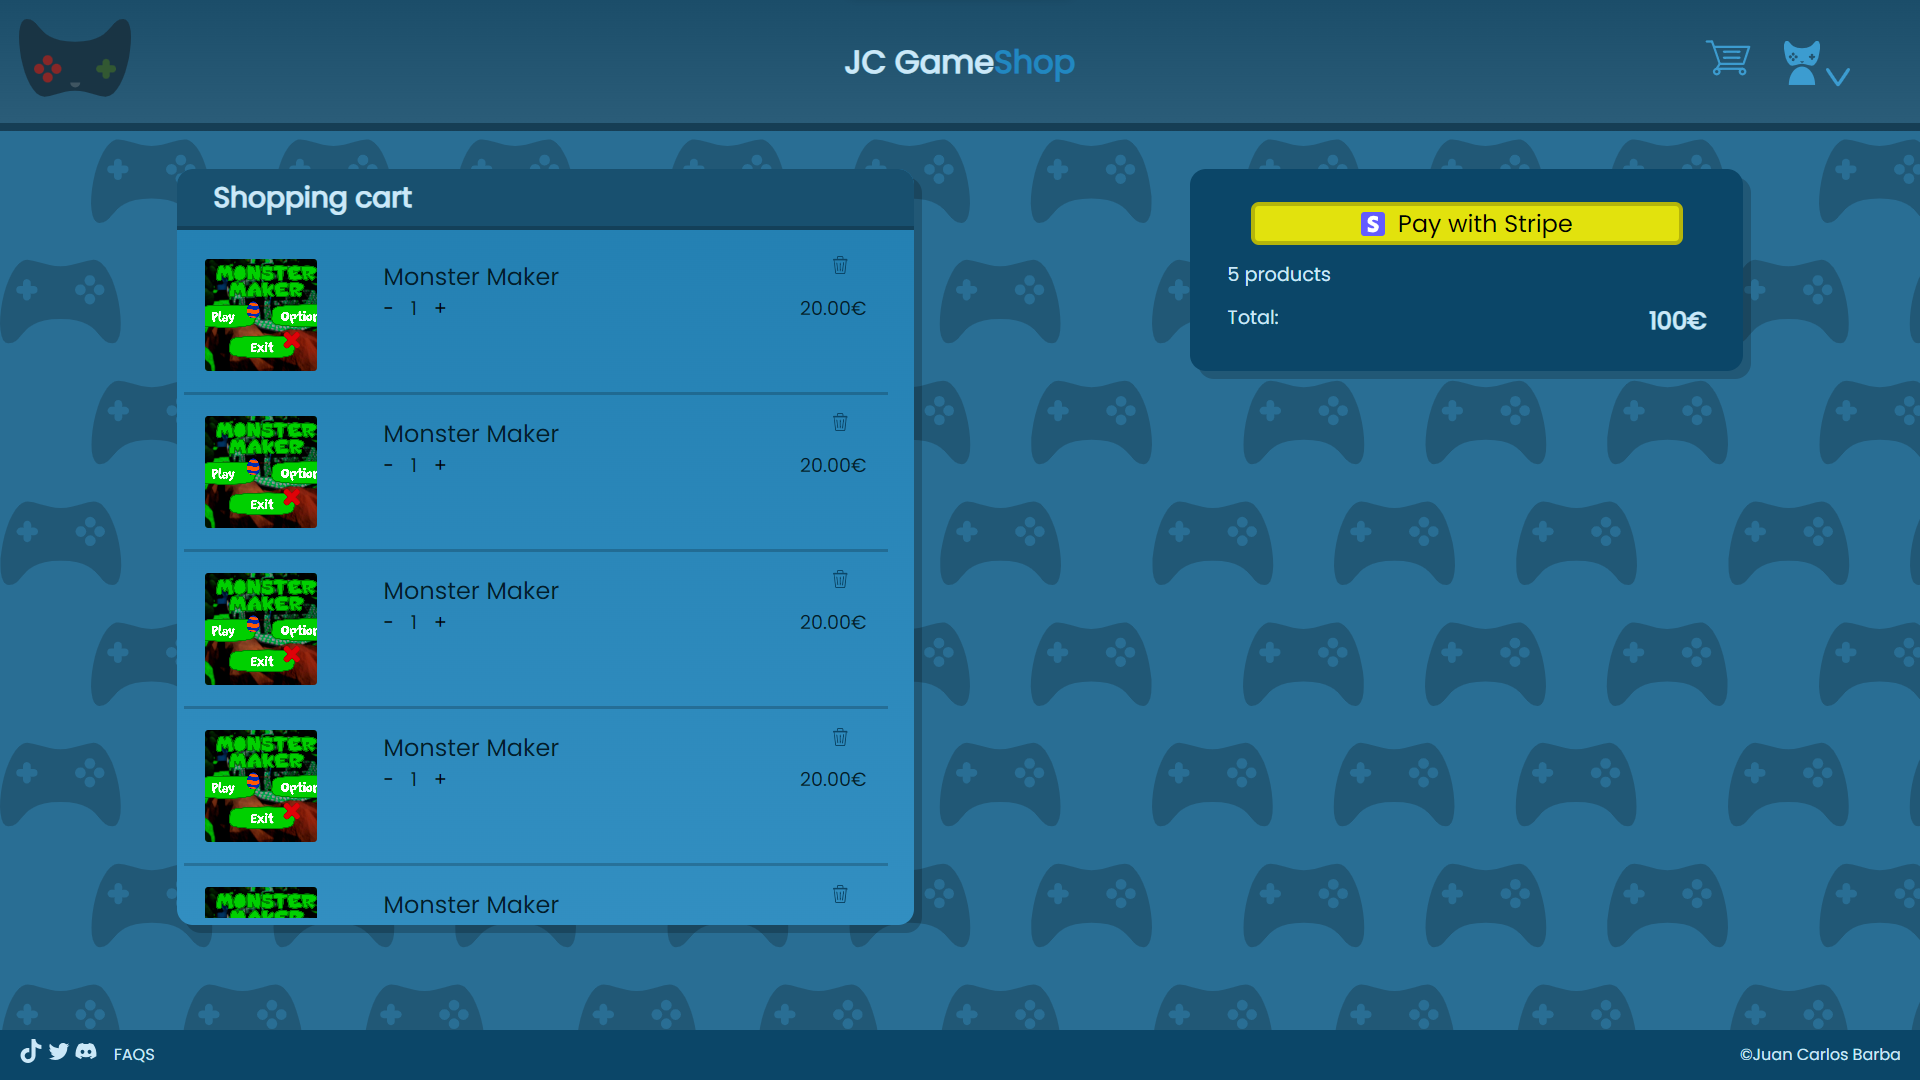 JC GameShop
Shopping cart
MONSTER
MAKER
Play
Option
Exit
Monster Maker
- 1 +
20.00€
MONSTER
MAKER
Play
Option
Exit
Monster Maker
- 1 +
20.00€
MONSTER
MAKER
Play
Option
Exit
Monster Maker
- 1 +
20.00€
MONSTER
MAKER
Play
Option
Exit
Monster Maker
- 1 +
20.00€
MONSTER
MAKER
Monster Maker
S Pay with Stripe
5 products
Total: 100€
FAQS
©Juan Carlos Barba